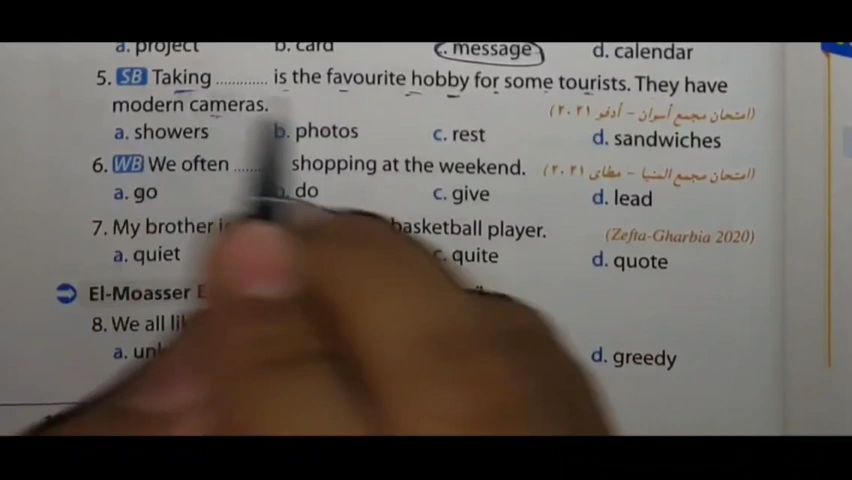 a. project b. card c. message d. calendar
5. SB Taking ............ is the favourite hobby for some tourists. They have
modern cameras. (امتحان مجمع أسوان – أدفو ٢٠٢١)
a. showers b. photos c. rest d. sandwiches
6. WB We often ....... shopping at the weekend. (امتحان مجمع المنيا – مطاى ٢٠٢١)
a. go b. do c. give d. lead
7. My brother basketball player. (Zefta-Gharbia 2020)
a. quiet c. quite d. quote
El-Moasser
8. We all
a. d. greedy